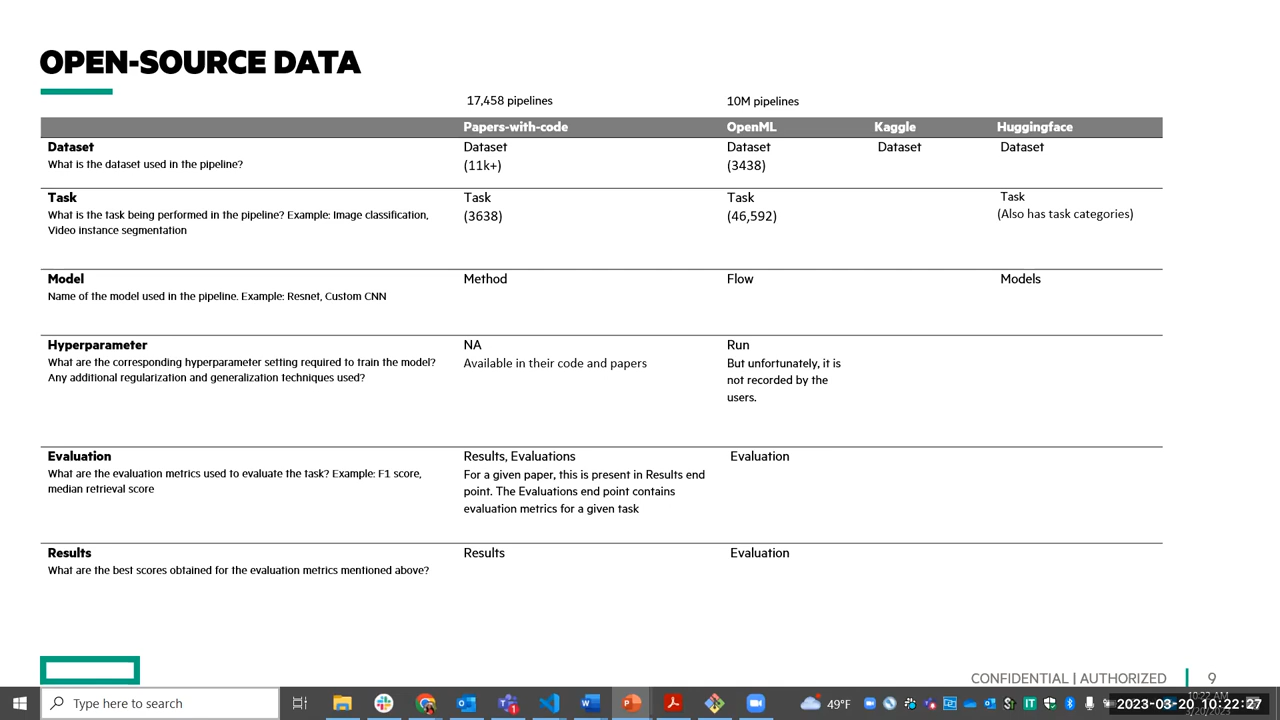 OPEN-SOURCE DATA
17,458 pipelines
10M pipelines
Papers-with-code
OpenML
Kaggle
Huggingface
Dataset
What is the dataset used in the pipeline?
Dataset
(11k+)
Dataset
(3438)
Dataset
Dataset
Task
What is the task being performed in the pipeline? Example: Image classification,
Video instance segmentation
Task
(3638)
Task
(46,592)
Task
(Also has task categories)
Model
Name of the model used in the pipeline. Example: Resnet, Custom CNN
Method
Flow
Models
Hyperparameter
What are the corresponding hyperparameter setting required to train the model?
Any additional regularization and generalization techniques used?
NA
Available in their code and papers
Run
But unfortunately, it is
not recorded by the
users.
Evaluation
What are the evaluation metrics used to evaluate the task? Example: F1 score,
median retrieval score
Results, Evaluations
For a given paper, this is present in Results end
point. The Evaluations end point contains
evaluation metrics for a given task
Evaluation
Results
What are the best scores obtained for the evaluation metrics mentioned above?
Results
Evaluation
CONFIDENTIAL | AUTHORIZED
9
Type here to search
49°F
2023-03-20 10:22:27